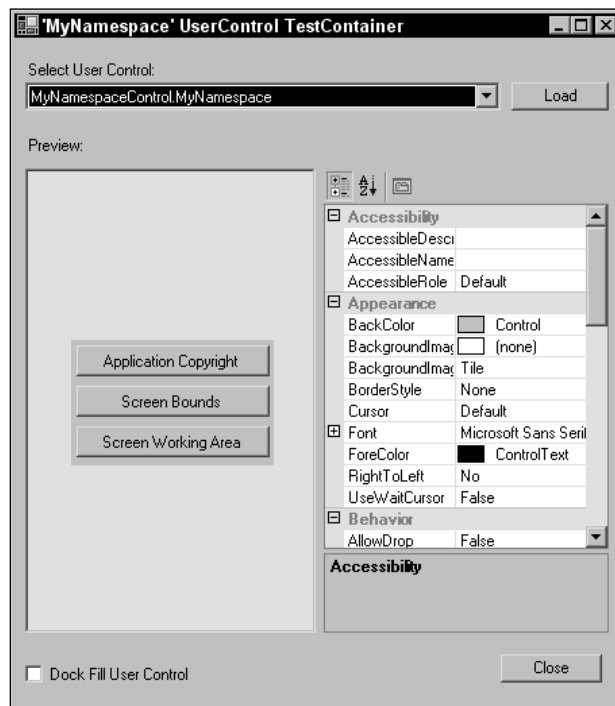 'MyNamespace' UserControl TestContainer
Select User Control:
MyNamespaceControl.MyNamespace
Load
Preview:
Application Copyright
Screen Bounds
Screen Working Area
Accessibility
AccessibleDescr
AccessibleName
AccessibleRole Default
Appearance
BackColor Control
BackgroundImag (none)
BackgroundImag Tile
BorderStyle None
Cursor Default
Font Microsoft Sans Serif
ForeColor ControlText
RightToLeft No
UseWaitCursor False
Behavior
AllowDrop False
Accessibility
Dock Fill User Control
Close